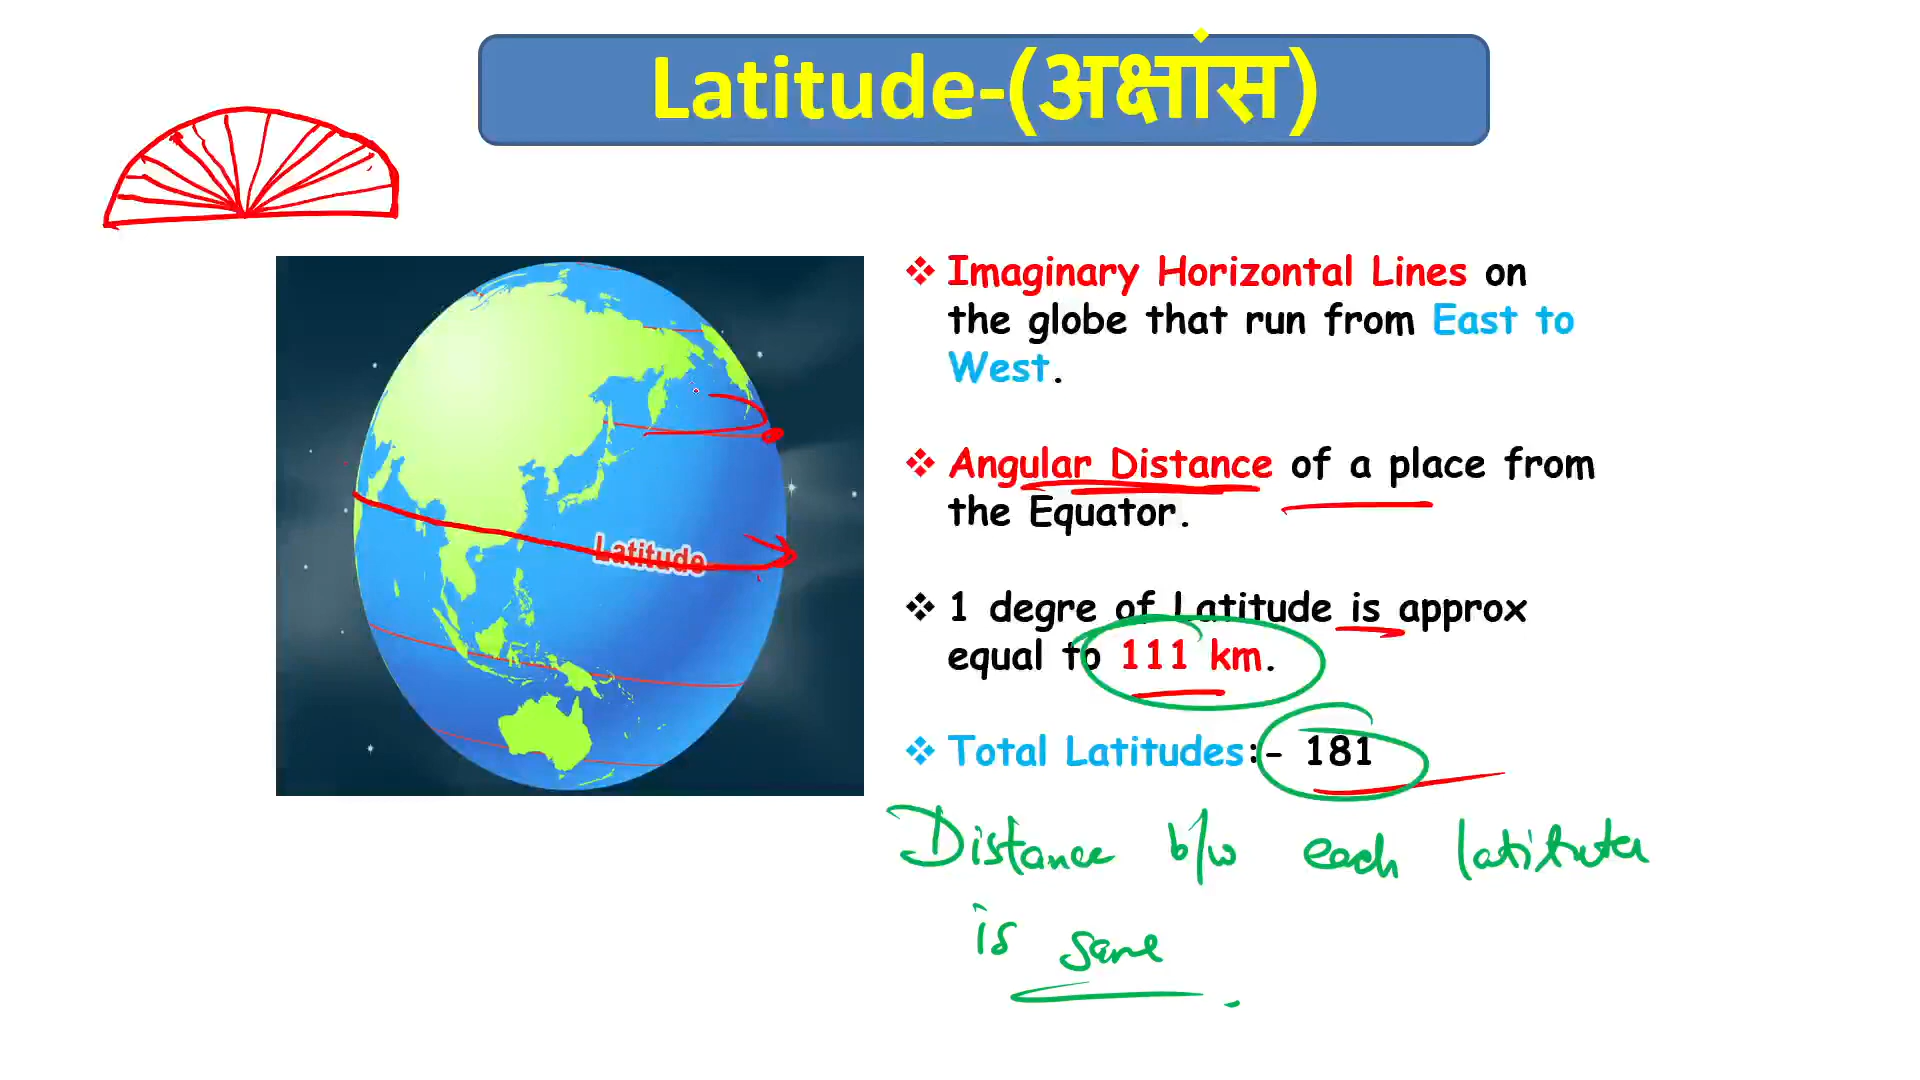 Latitude-(अक्षांस)
❖ Imaginary Horizontal Lines on
the globe that run from East to
West.
❖ Angular Distance of a place from
the Equator.
❖ 1 degre of Latitude is approx
equal to 111 km.
❖ Total Latitudes:- 181
Latitude
Distance b/w each
is same